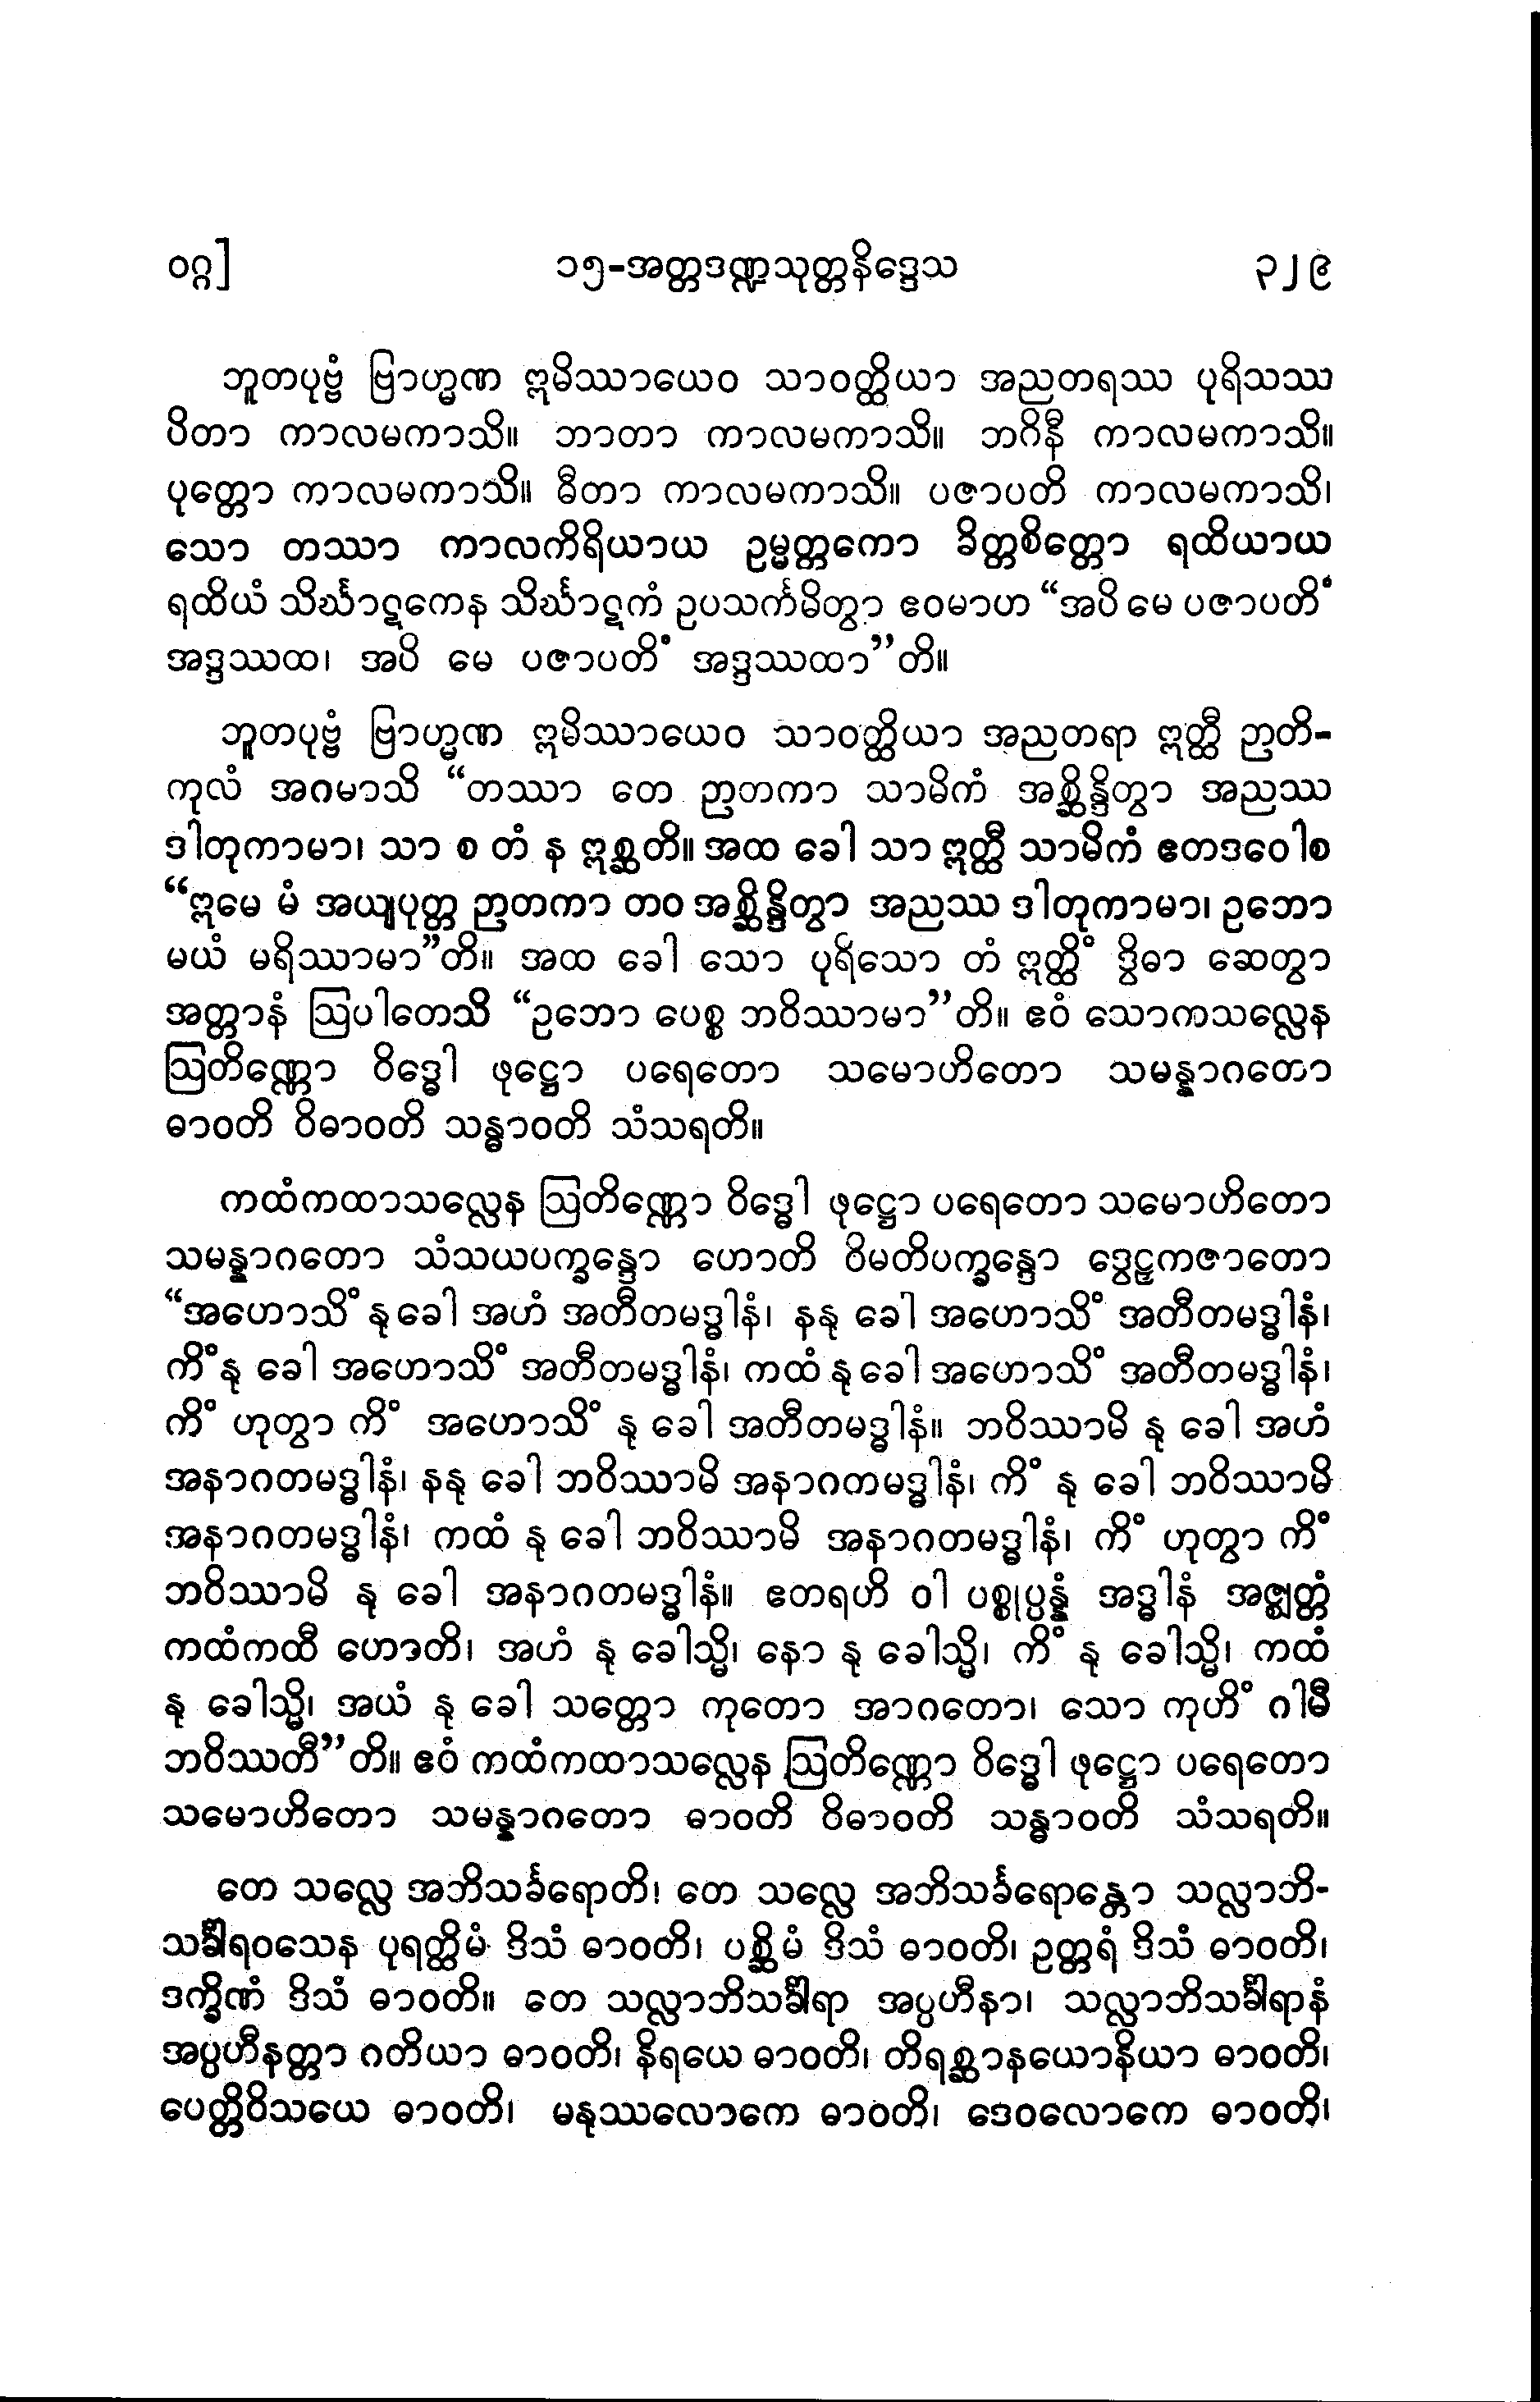 ဝဂ္ဂ] ၁၅-အတ္တဒဏ္ဍသုတ္တနိဒ္ဒေသ ၃၂၉
ဘူတပုဗ္ဗံ ဗြာဟ္မဏ ဣမိဿာယေဝ သာဝတ္ထိယာ အညတရဿ ပုရိသဿ
ပိတာ ကာလမကာသိ။ ဘာတာ ကာလမကာသိ။ ဘဂိနီ ကာလမကာသိ။
ပုတ္တော ကာလမကာသိ။ ဓီတာ ကာလမကာသိ။ ပဇာပတိ ကာလမကာသိ၊
သော တဿာ ကာလကိရိယာယ ဥမ္မတ္တကော ခိတ္တစိတ္တော ရထိယာယ
ရထိယံ သိင်္ဃာဋကေန သိင်္ဃာဋကံ ဥပသင်္ကမိတွာ ဧဝမာဟ “အပိ မေ ပဇာပတိံ
အဒ္ဒဿထ၊ အပိ မေ ပဇာပတိံ အဒ္ဒဿထာ”တိ။
ဘူတပုဗ္ဗံ ဗြာဟ္မဏ ဣမိဿာယေဝ သာဝတ္ထိယာ အညတရာ ဣတ္ထီ ဉာတိ-
ကုလံ အဂမာသိ “တဿာ တေ ဉာတကာ သာမိကံ အစ္ဆိန္ဒိတွာ အညဿ
ဒါတုကာမာ၊ သာ စ တံ န ဣစ္ဆတိ။ အထ ခေါ သာ ဣတ္ထီ သာမိကံ ဧတဒဝေါစ
“ဣမေ မံ အယျပုတ္တ ဉာတကာ တဝ အစ္ဆိန္ဒိတွာ အညဿ ဒါတုကာမာ၊ ဥဘော
မယံ မရိဿာမာ”တိ။ အထ ခေါ သော ပုရိသော တံ ဣတ္ထိံ ဒွိဓာ ဆေတွာ
အတ္တာနံ ဩပါတေသိ “ဥဘော ပေစ္စ ဘဝိဿာမာ”တိ။ ဧဝံ သောကသလ္လေန
ဩတိဏ္ဏော ဝိဒ္ဓေါ ဖုဋ္ဌော ပရေတော သမောဟိတော သမန္နာဂတော
ဓာဝတိ ဝိဓာဝတိ သန္ဓာဝတိ သံသရတိ။
ကထံကထာသလ္လေန ဩတိဏ္ဏော ဝိဒ္ဓေါ ဖုဋ္ဌော ပရေတော သမောဟိတော
သမန္နာဂတော သံသယပက္ခန္ဒော ဟောတိ ဝိမတိပက္ခန္ဒော ဒွေဠှကဇာတော
“အဟောသိံ နု ခေါ အဟံ အတီတမဒ္ဓါနံ၊ နနု ခေါ အဟောသိံ အတီတမဒ္ဓါနံ၊
ကိံ နု ခေါ အဟောသိံ အတီတမဒ္ဓါနံ၊ ကထံ နု ခေါ အဟောသိံ အတီတမဒ္ဓါနံ၊
ကိံ ဟုတွာ ကိံ အဟောသိံ နု ခေါ အတီတမဒ္ဓါနံ။ ဘဝိဿာမိ နု ခေါ အဟံ
အနာဂတမဒ္ဓါနံ၊ နနု ခေါ ဘဝိဿာမိ အနာဂတမဒ္ဓါနံ၊ ကိံ နု ခေါ ဘဝိဿာမိ
အနာဂတမဒ္ဓါနံ၊ ကထံ နု ခေါ ဘဝိဿာမိ အနာဂတမဒ္ဓါနံ၊ ကိံ ဟုတွာ ကိံ
ဘဝိဿာမိ နု ခေါ အနာဂတမဒ္ဓါနံ။ ဧတရဟိ ဝါ ပစ္စုပ္ပန္နံ အဒ္ဓါနံ အဇ္ဈတ္တံ
ကထံကထီ ဟောတိ၊ အဟံ နု ခေါသ္မိ၊ နော နု ခေါသ္မိ၊ ကိံ နု ခေါသ္မိ၊ ကထံ
နု ခေါသ္မိ၊ အယံ နု ခေါ သတ္တော ကုတော အာဂတော၊ သော ကုဟိံ ဂါမီ
ဘဝိဿတီ”တိ။ ဧဝံ ကထံကထာသလ္လေန ဩတိဏ္ဏော ဝိဒ္ဓေါ ဖုဋ္ဌော ပရေတော
သမောဟိတော သမန္နာဂတော ဓာဝတိ ဝိဓာဝတိ သန္ဓာဝတိ သံသရတိ။
တေ သလ္လေ အဘိသင်္ခရောတိ၊ တေ သလ္လေ အဘိသင်္ခရောန္တော သလ္လာဘိ-
သင်္ခါရဝသေန ပုရတ္ထိမံ ဒိသံ ဓာဝတိ၊ ပစ္ဆိမံ ဒိသံ ဓာဝတိ၊ ဥတ္တရံ ဒိသံ ဓာဝတိ၊
ဒက္ခိဏံ ဒိသံ ဓာဝတိ။ တေ သလ္လာဘိသင်္ခါရာ အပ္ပဟီနာ၊ သလ္လာဘိသင်္ခါရာနံ
အပ္ပဟီနတ္တာ ဂတိယာ ဓာဝတိ၊ နိရယေ ဓာဝတိ၊ တိရစ္ဆာနယောနိယာ ဓာဝတိ၊
ပေတ္တိဝိသယေ ဓာဝတိ၊ မနုဿလောကေ ဓာဝတိ၊ ဒေဝလောကေ ဓာဝတိ၊